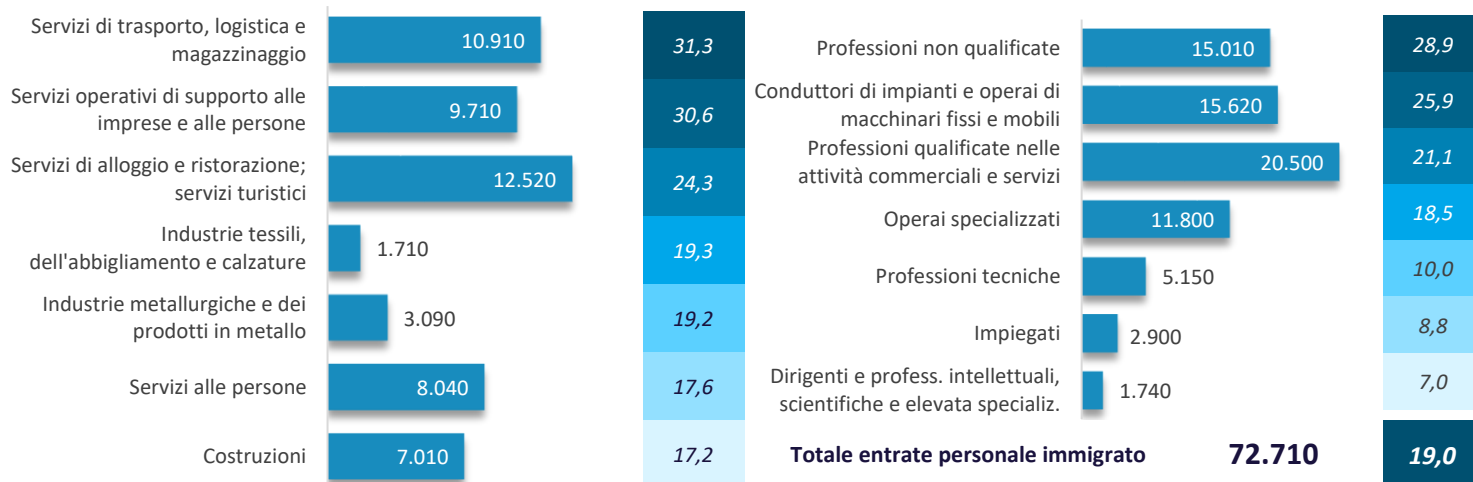 Servizi di trasporto, logistica e
magazzinaggio
10.910
31,3
Servizi operativi di supporto alle
imprese e alle persone
9.710
30,6
Servizi di alloggio e ristorazione;
servizi turistici
12.520
24,3
Industrie tessili,
dell'abbigliamento e calzature
1.710
19,3
Industrie metallurgiche e dei
prodotti in metallo
3.090
19,2
Servizi alle persone
8.040
17,6
Costruzioni
7.010
17,2
Professioni non qualificate
15.010
28,9
Conduttori di impianti e operai di
macchinari fissi e mobili
15.620
25,9
Professioni qualificate nelle
attività commerciali e servizi
20.500
21,1
Operai specializzati
11.800
18,5
Professioni tecniche
5.150
10,0
Impiegati
2.900
8,8
Dirigenti e profess. intellettuali,
scientifiche e elevata specializ.
1.740
7,0
Totale entrate personale immigrato 72.710 19,0